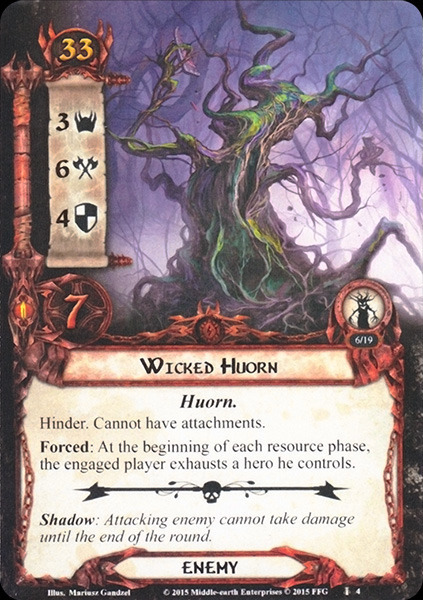 33
3
6
4
7
6/19
Wicked Huorn
Huorn.
Hinder. Cannot have attachments.
Forced: At the beginning of each resource phase,
the engaged player exhausts a hero he controls.
Shadow: Attacking enemy cannot take damage
until the end of the round.
ENEMY
Illus. Mariusz Gandzel © 2015 Middle-earth Enterprises © 2015 FFG 4